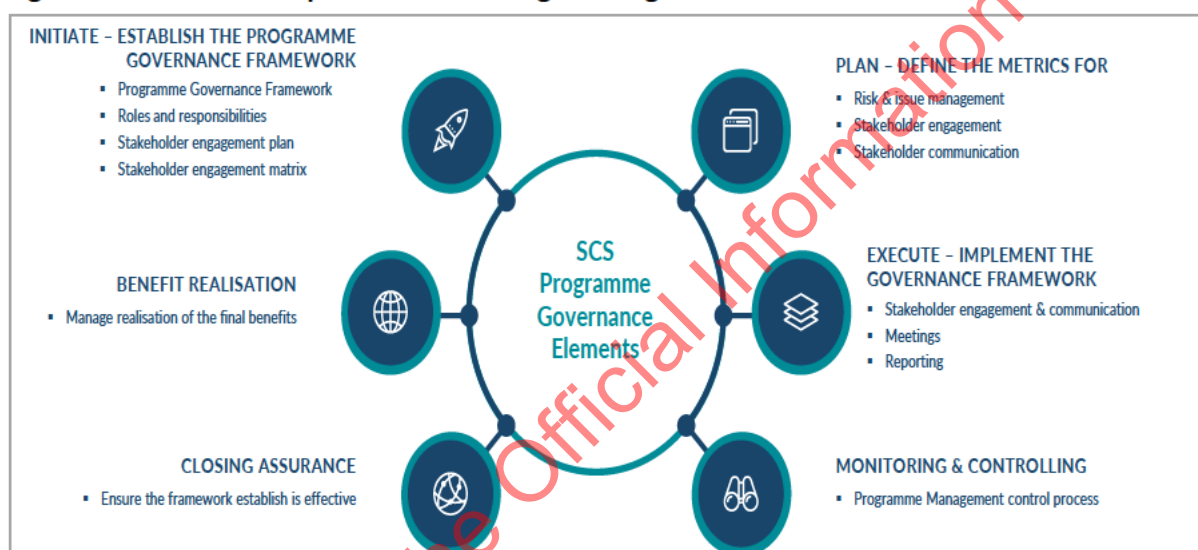 INITIATE – ESTABLISH THE PROGRAMME
GOVERNANCE FRAMEWORK
▪ Programme Governance Framework
▪ Roles and responsibilities
▪ Stakeholder engagement plan
▪ Stakeholder engagement matrix
PLAN – DEFINE THE METRICS FOR
▪ Risk & issue management
▪ Stakeholder engagement
▪ Stakeholder communication
SCS
Programme
Governance
Elements
BENEFIT REALISATION
▪ Manage realisation of the final benefits
EXECUTE – IMPLEMENT THE
GOVERNANCE FRAMEWORK
▪ Stakeholder engagement & communication
▪ Meetings
▪ Reporting
CLOSING ASSURANCE
▪ Ensure the framework establish is effective
MONITORING & CONTROLLING
▪ Programme Management control process
Official Information